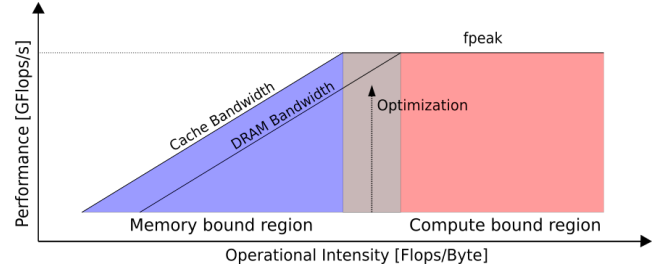 fpeak
Cache Bandwidth
DRAM Bandwidth
Optimization
Performance [GFlops/s]
Memory bound region
Compute bound region
Operational Intensity [Flops/Byte]